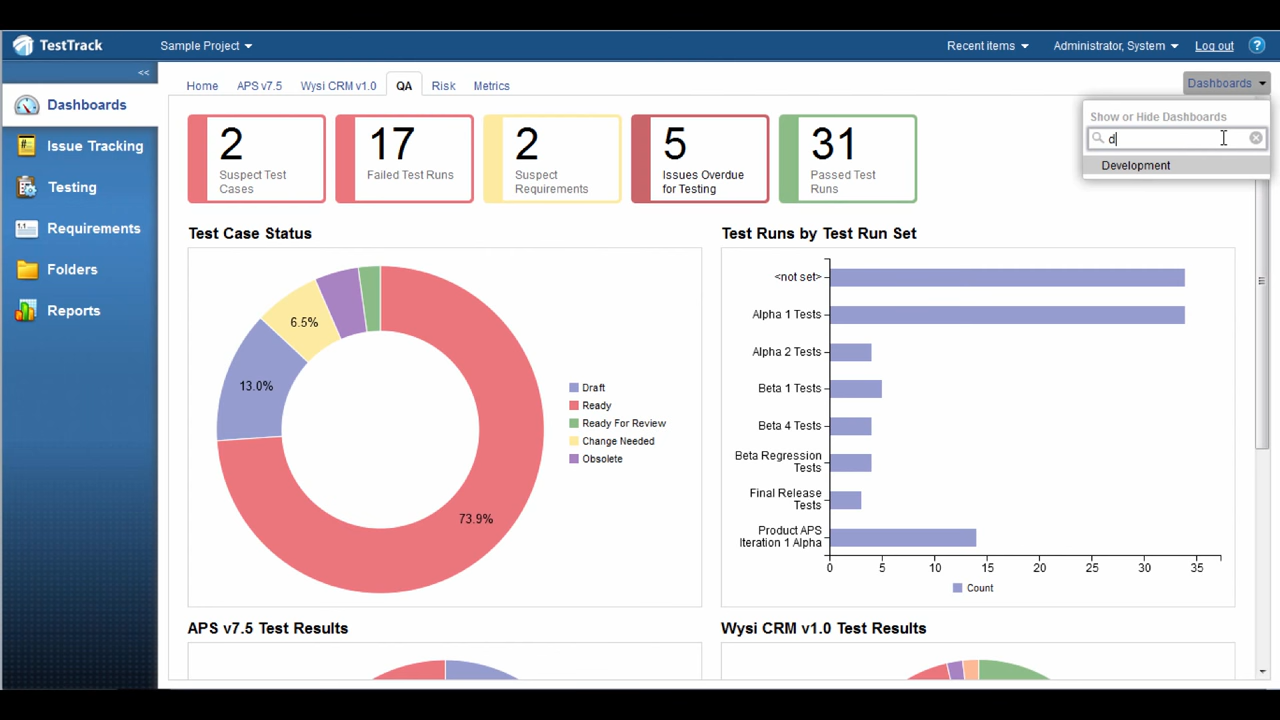 TestTrack
Sample Project
Recent items
Administrator, System
Log out
?
<<
Dashboards
Issue Tracking
Testing
Requirements
Folders
Reports
Home
APS v7.5
Wysi CRM v1.0
QA
Risk
Metrics
Dashboards
Show or Hide Dashboards
d
Development
2
Suspect Test
Cases
17
Failed Test Runs
2
Suspect
Requirements
5
Issues Overdue
for Testing
31
Passed Test
Runs
Test Case Status
6.5%
13.0%
73.9%
Draft
Ready
Ready For Review
Change Needed
Obsolete
Test Runs by Test Run Set
<not set>
Alpha 1 Tests
Alpha 2 Tests
Beta 1 Tests
Beta 4 Tests
Beta Regression
Tests
Final Release
Tests
Product APS
Iteration 1 Alpha
0 5 10 15 20 25 30 35
Count
APS v7.5 Test Results
Wysi CRM v1.0 Test Results